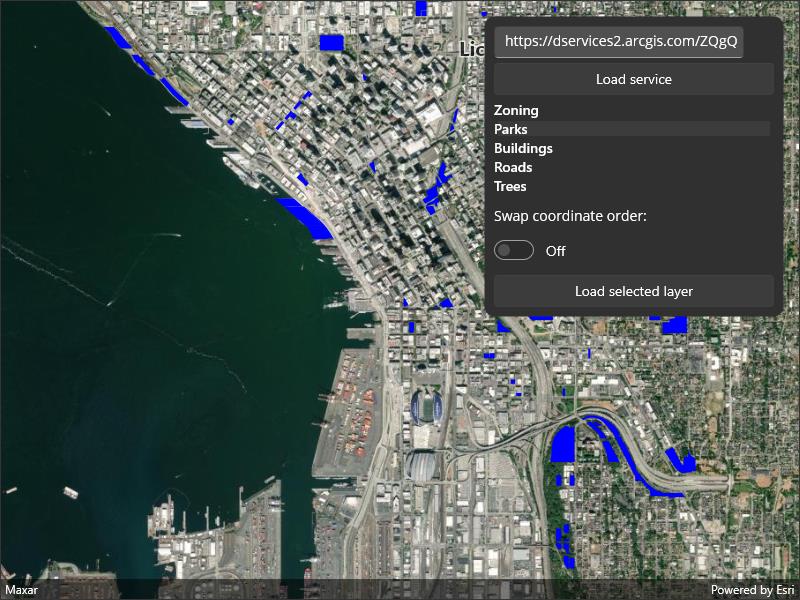 https://dservices2.arcgis.com/ZQgQ
Load service
Zoning
Parks
Buildings
Roads
Trees
Swap coordinate order:
Off
Load selected layer
Maxar
Powered by Esri